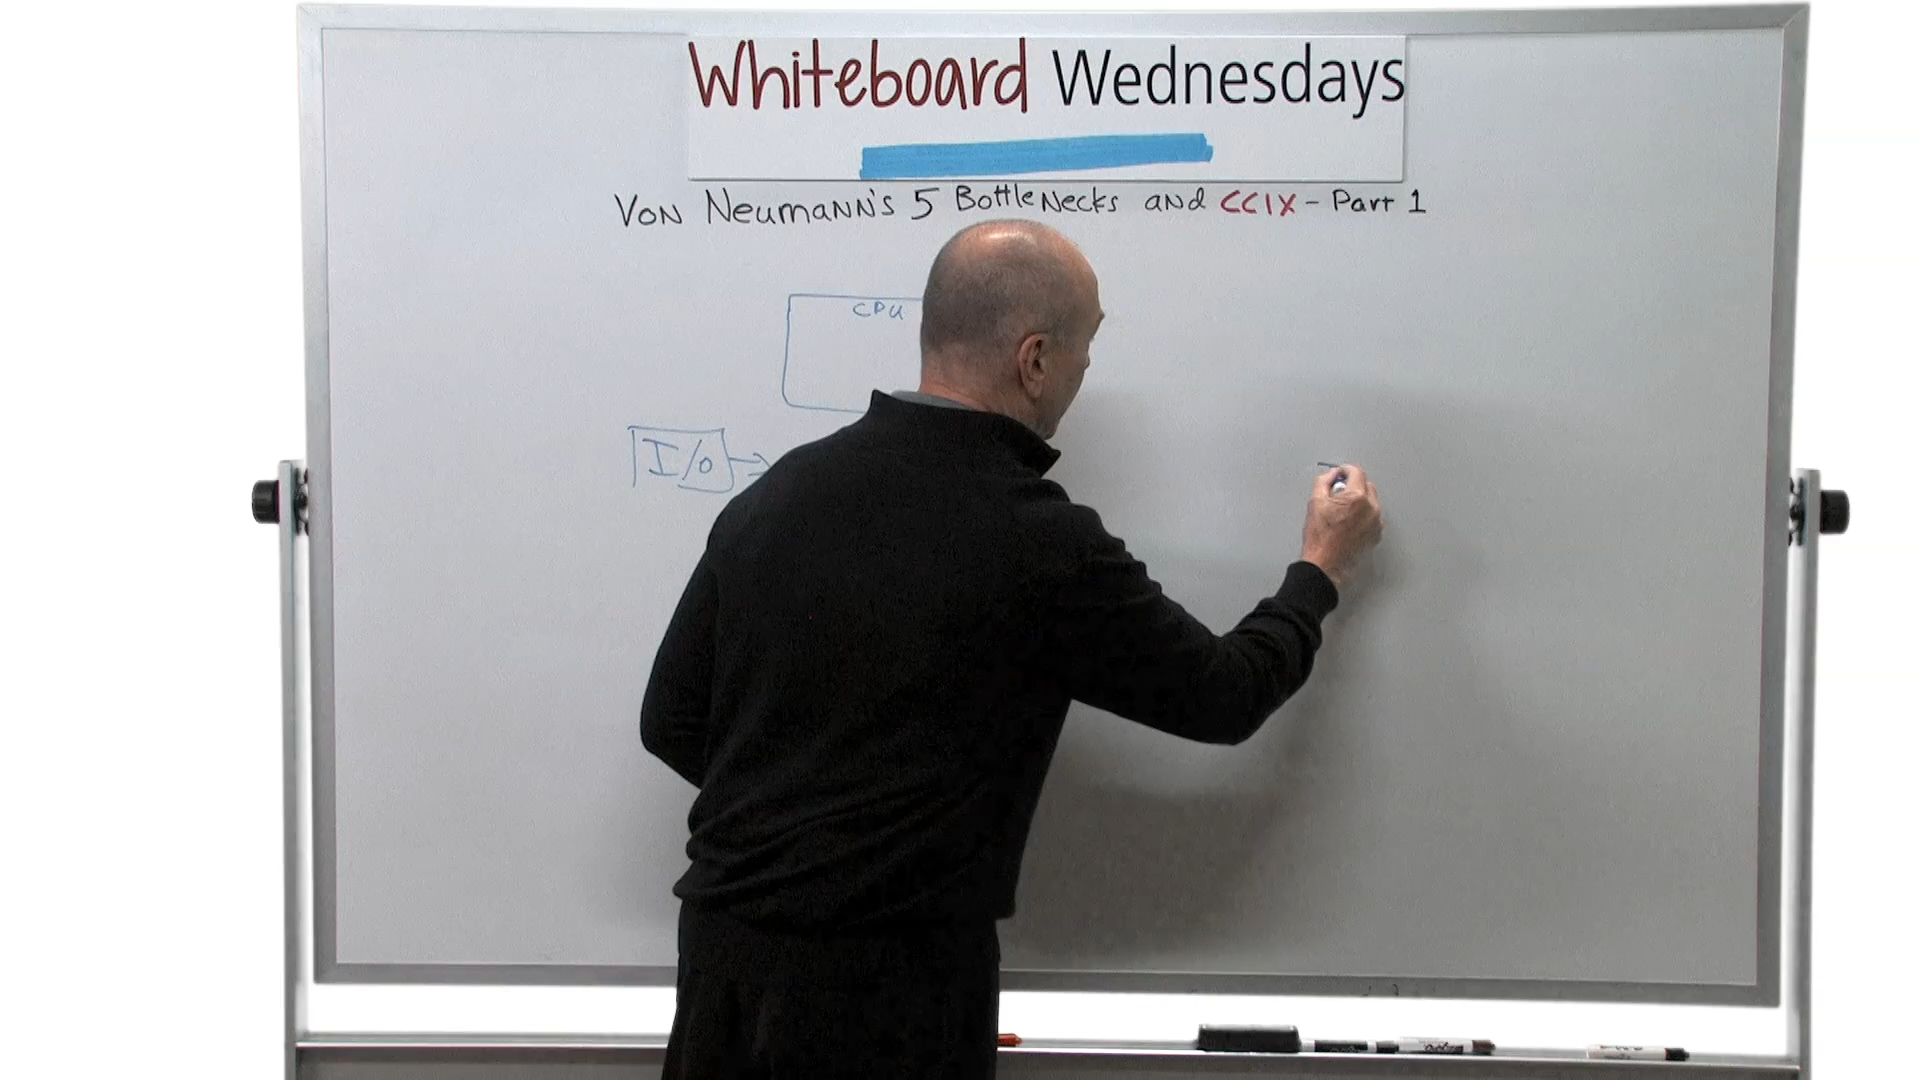 Whiteboard Wednesdays
Von Neumann's 5 BottleNecks and CCIX - Part 1
CPU
I/O